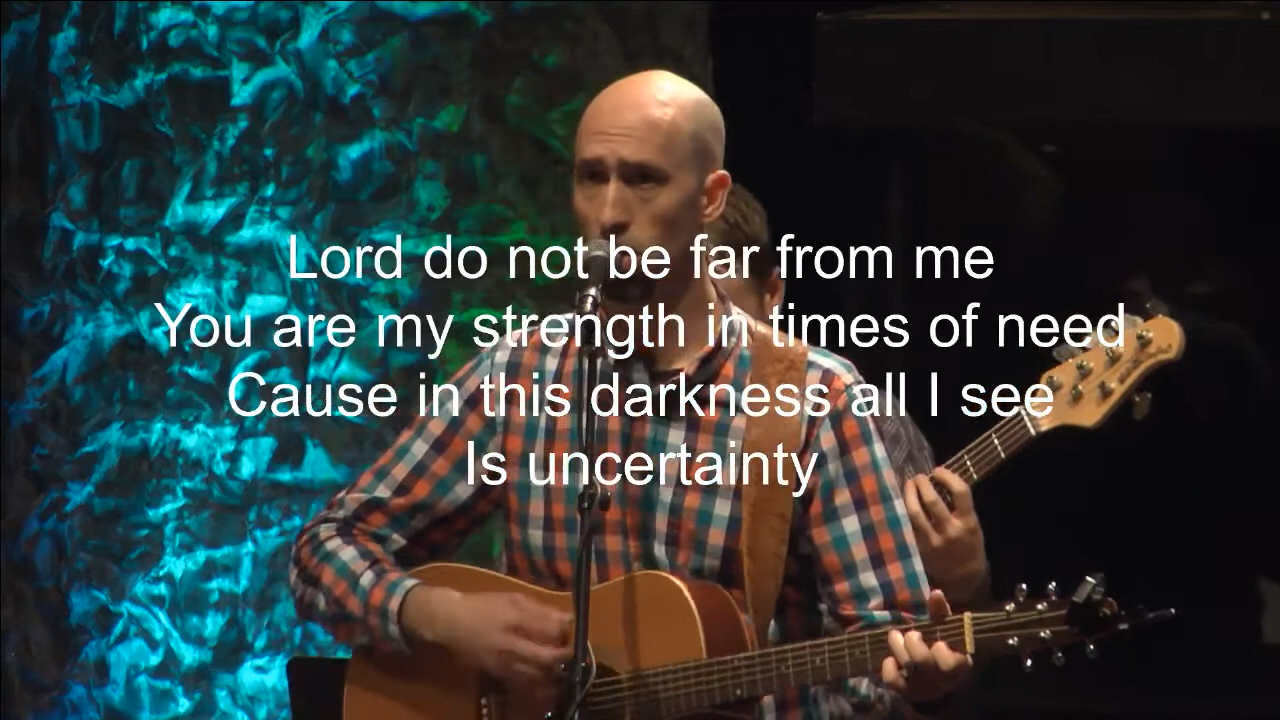 Lord do not be far from me
You are my strength in times of need
Cause in this darkness all I see
Is uncertainty